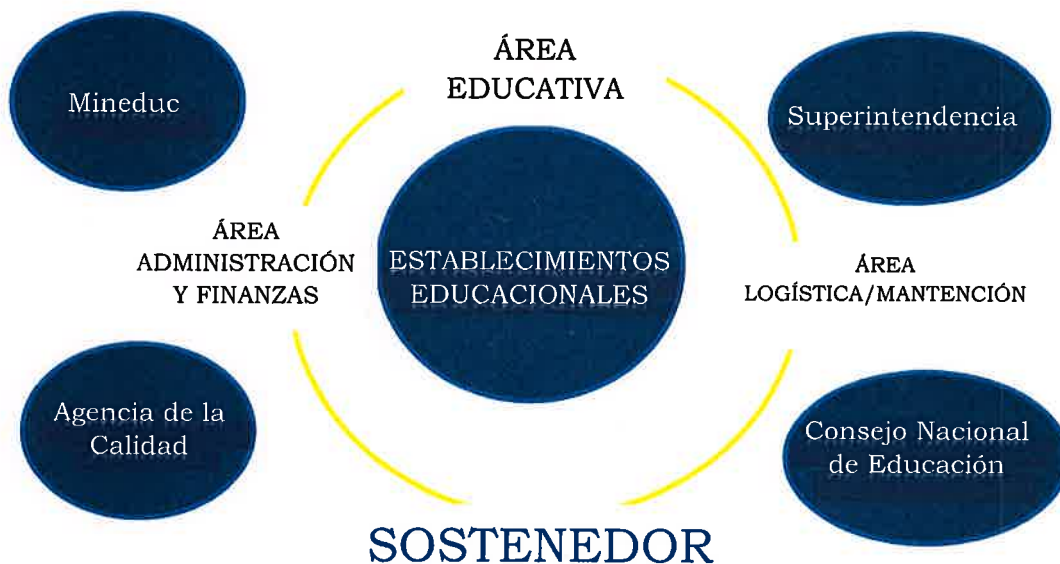 ÁREA
EDUCATIVA
Mineduc
Superintendencia
ÁREA
ADMINISTRACIÓN
Y FINANZAS
ESTABLECIMIENTOS
EDUCACIONALES
ÁREA
LOGÍSTICA/MANTENCIÓN
Agencia de la
Calidad
Consejo Nacional
de Educación
SOSTENEDOR